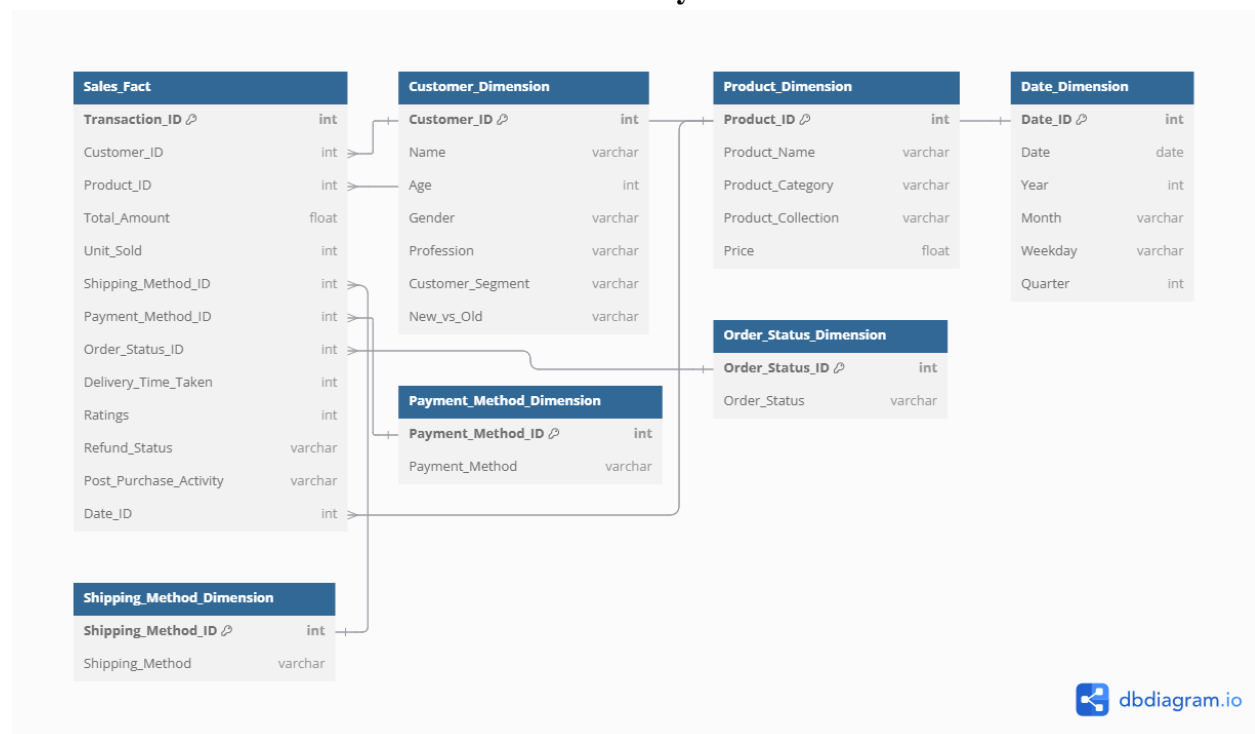 Sales_Fact
Transaction_ID int
Customer_ID int
Product_ID int
Total_Amount float
Unit_Sold int
Shipping_Method_ID int
Payment_Method_ID int
Order_Status_ID int
Delivery_Time_Taken int
Ratings int
Refund_Status varchar
Post_Purchase_Activity varchar
Date_ID int
Customer_Dimension
Customer_ID int
Name varchar
Age int
Gender varchar
Profession varchar
Customer_Segment varchar
New_vs_Old varchar
Product_Dimension
Product_ID int
Product_Name varchar
Product_Category varchar
Product_Collection varchar
Price float
Date_Dimension
Date_ID int
Date date
Year int
Month varchar
Weekday varchar
Quarter int
Order_Status_Dimension
Order_Status_ID int
Order_Status varchar
Payment_Method_Dimension
Payment_Method_ID int
Payment_Method varchar
Shipping_Method_Dimension
Shipping_Method_ID int
Shipping_Method varchar
dbdiagram.io